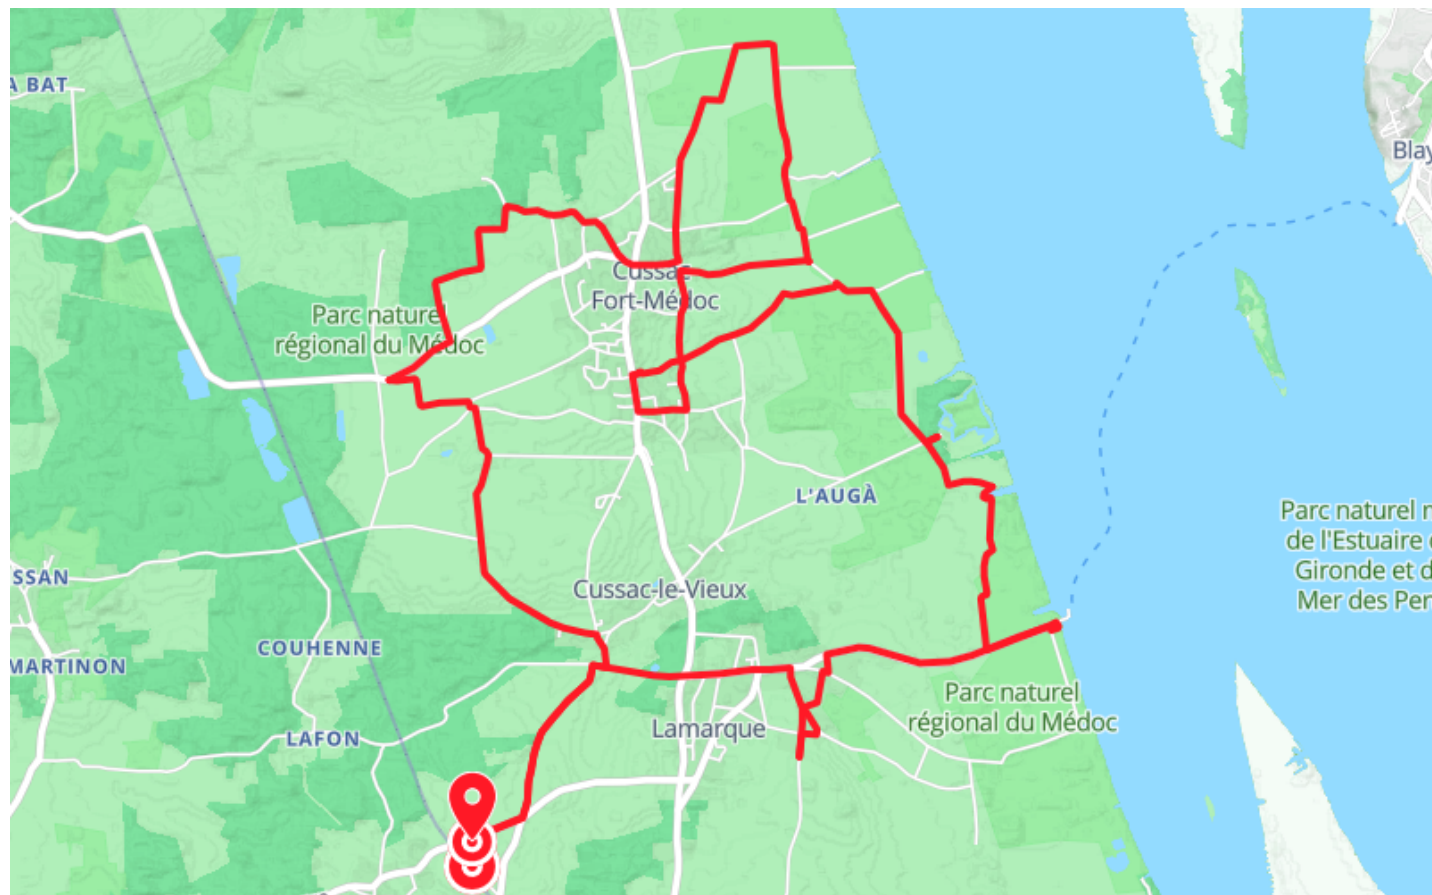 A BAT
Blay
Cussac
Fort-Médoc
Parc naturel
régional du Médoc
L'AUGÀ
Parc naturel n
de l'Estuaire
Gironde et d
Mer des Per
SSAN
Cussac-le-Vieux
COUHENNE
MARTINON
Parc naturel
régional du Médoc
LAFON
Lamarque